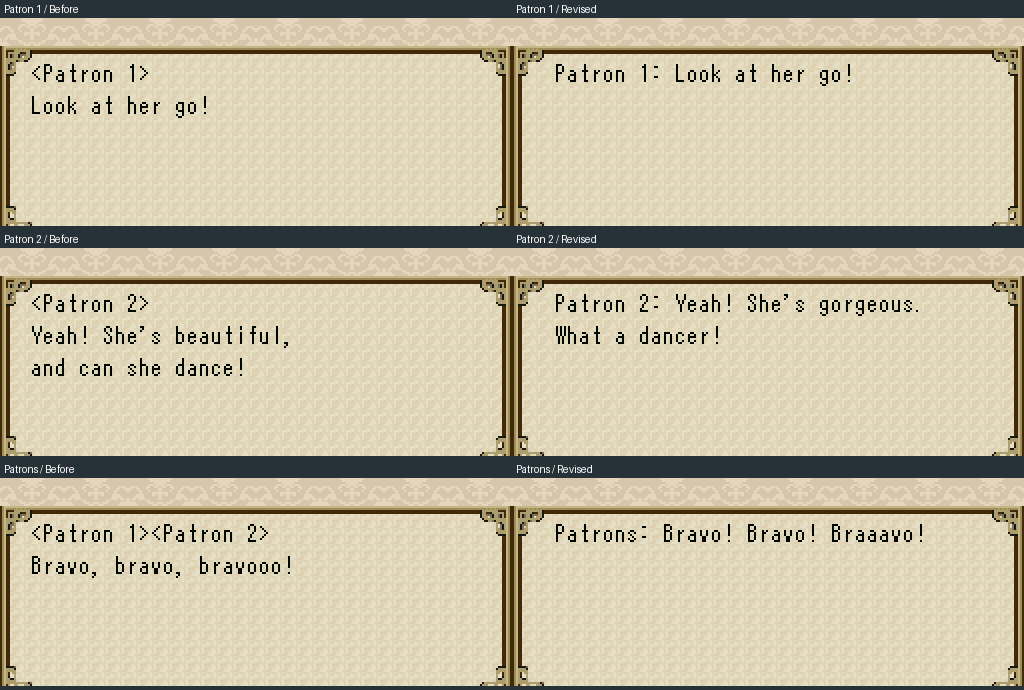 Patron 1 / Before
Patron 1 / Revised
<Patron 1>
Look at her go!
Patron 1: Look at her go!
Patron 2 / Before
Patron 2 / Revised
<Patron 2>
Yeah! She's beautiful,
and can she dance!
Patron 2: Yeah! She's gorgeous.
What a dancer!
Patrons / Before
Patrons / Revised
<Patron 1><Patron 2>
Bravo, bravo, bravooo!
Patrons: Bravo! Bravo! Braaavo!